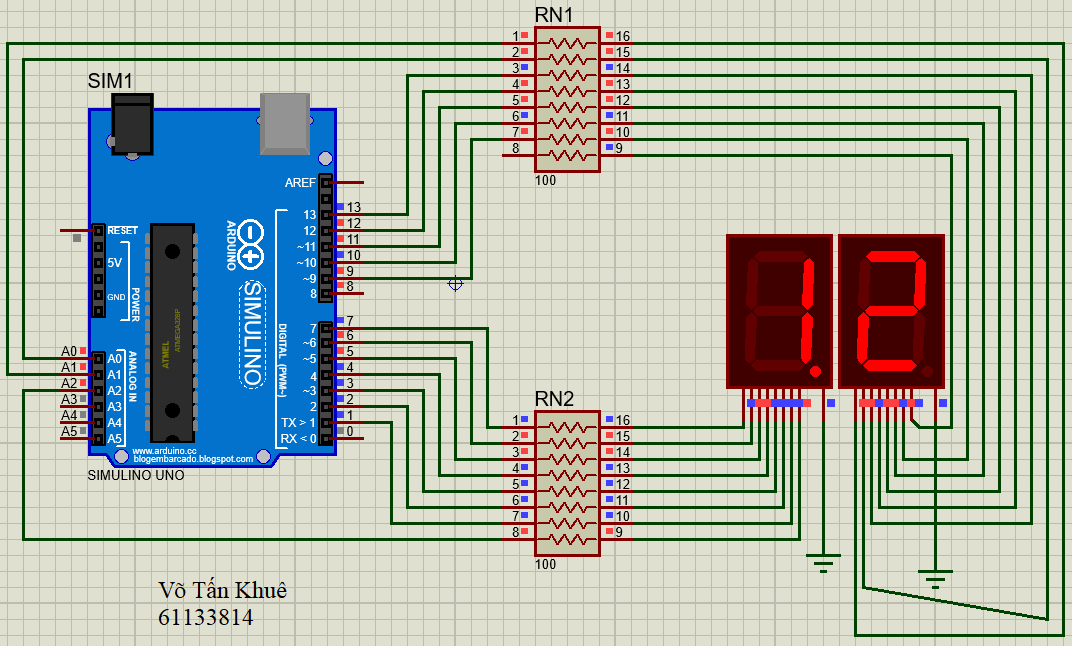 RN1
1 16
2 15
3 14
4 13
5 12
6 11
7 10
8 9
100
SIM1
AREF
RESET
5V
GND
POWER
ARDUINO
SIMULINO
ATMEL
ATMEGA328P
ANALOG IN
DIGITAL (PWM~)
13 13
12 12
~11 11
~10 10
~9 9
8 8
7 7
~6 6
~5 5
4 4
~3 3
2 2
TX > 1 1
RX < 0 0
A0 A0
A1 A1
A2 A2
A3 A3
A4 A4
A5 A5
www.arduino.cc
blogembarcado.blogspot.com
SIMULINO UNO
RN2
1 16
2 15
3 14
4 13
5 12
6 11
7 10
8 9
100
1. 2
Võ Tấn Khuê
61133814